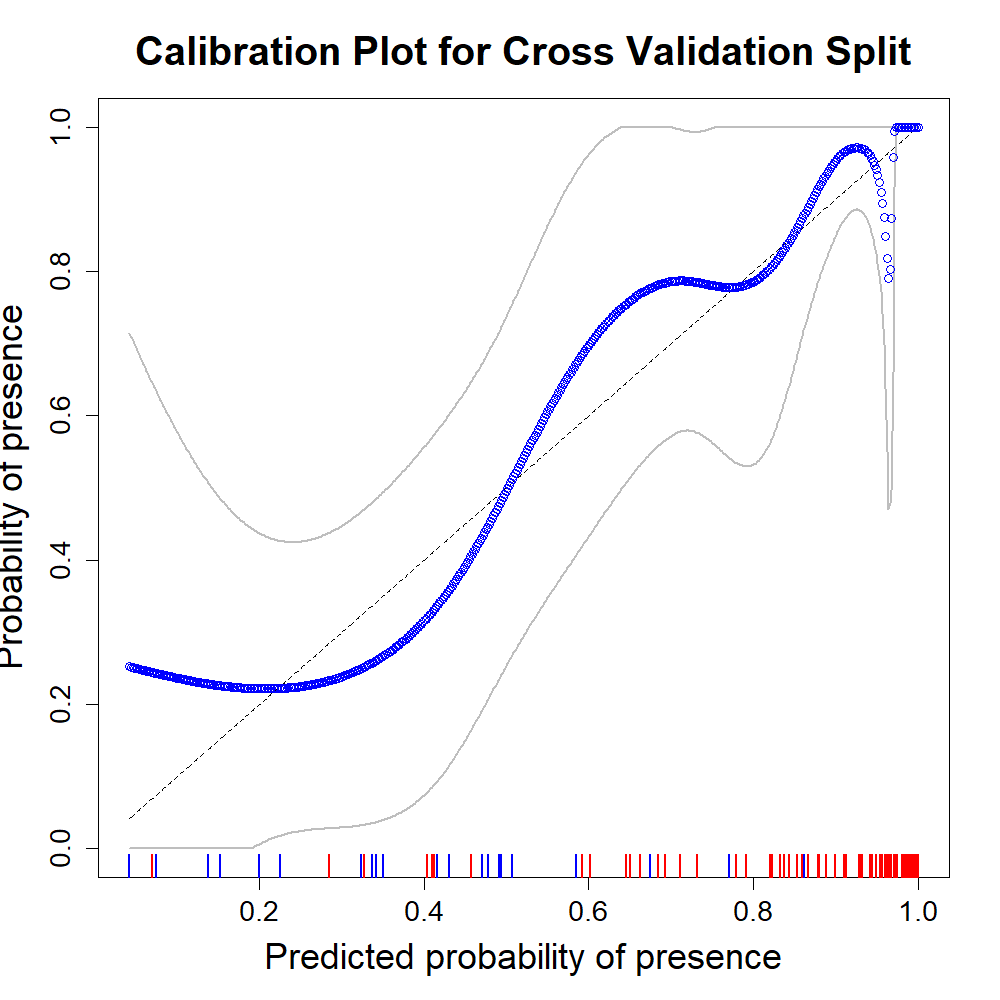 Calibration Plot for Cross Validation Split
Probability of presence
1.0
0.8
0.6
0.4
0.2
0.0
0.2 0.4 0.6 0.8 1.0
Predicted probability of presence